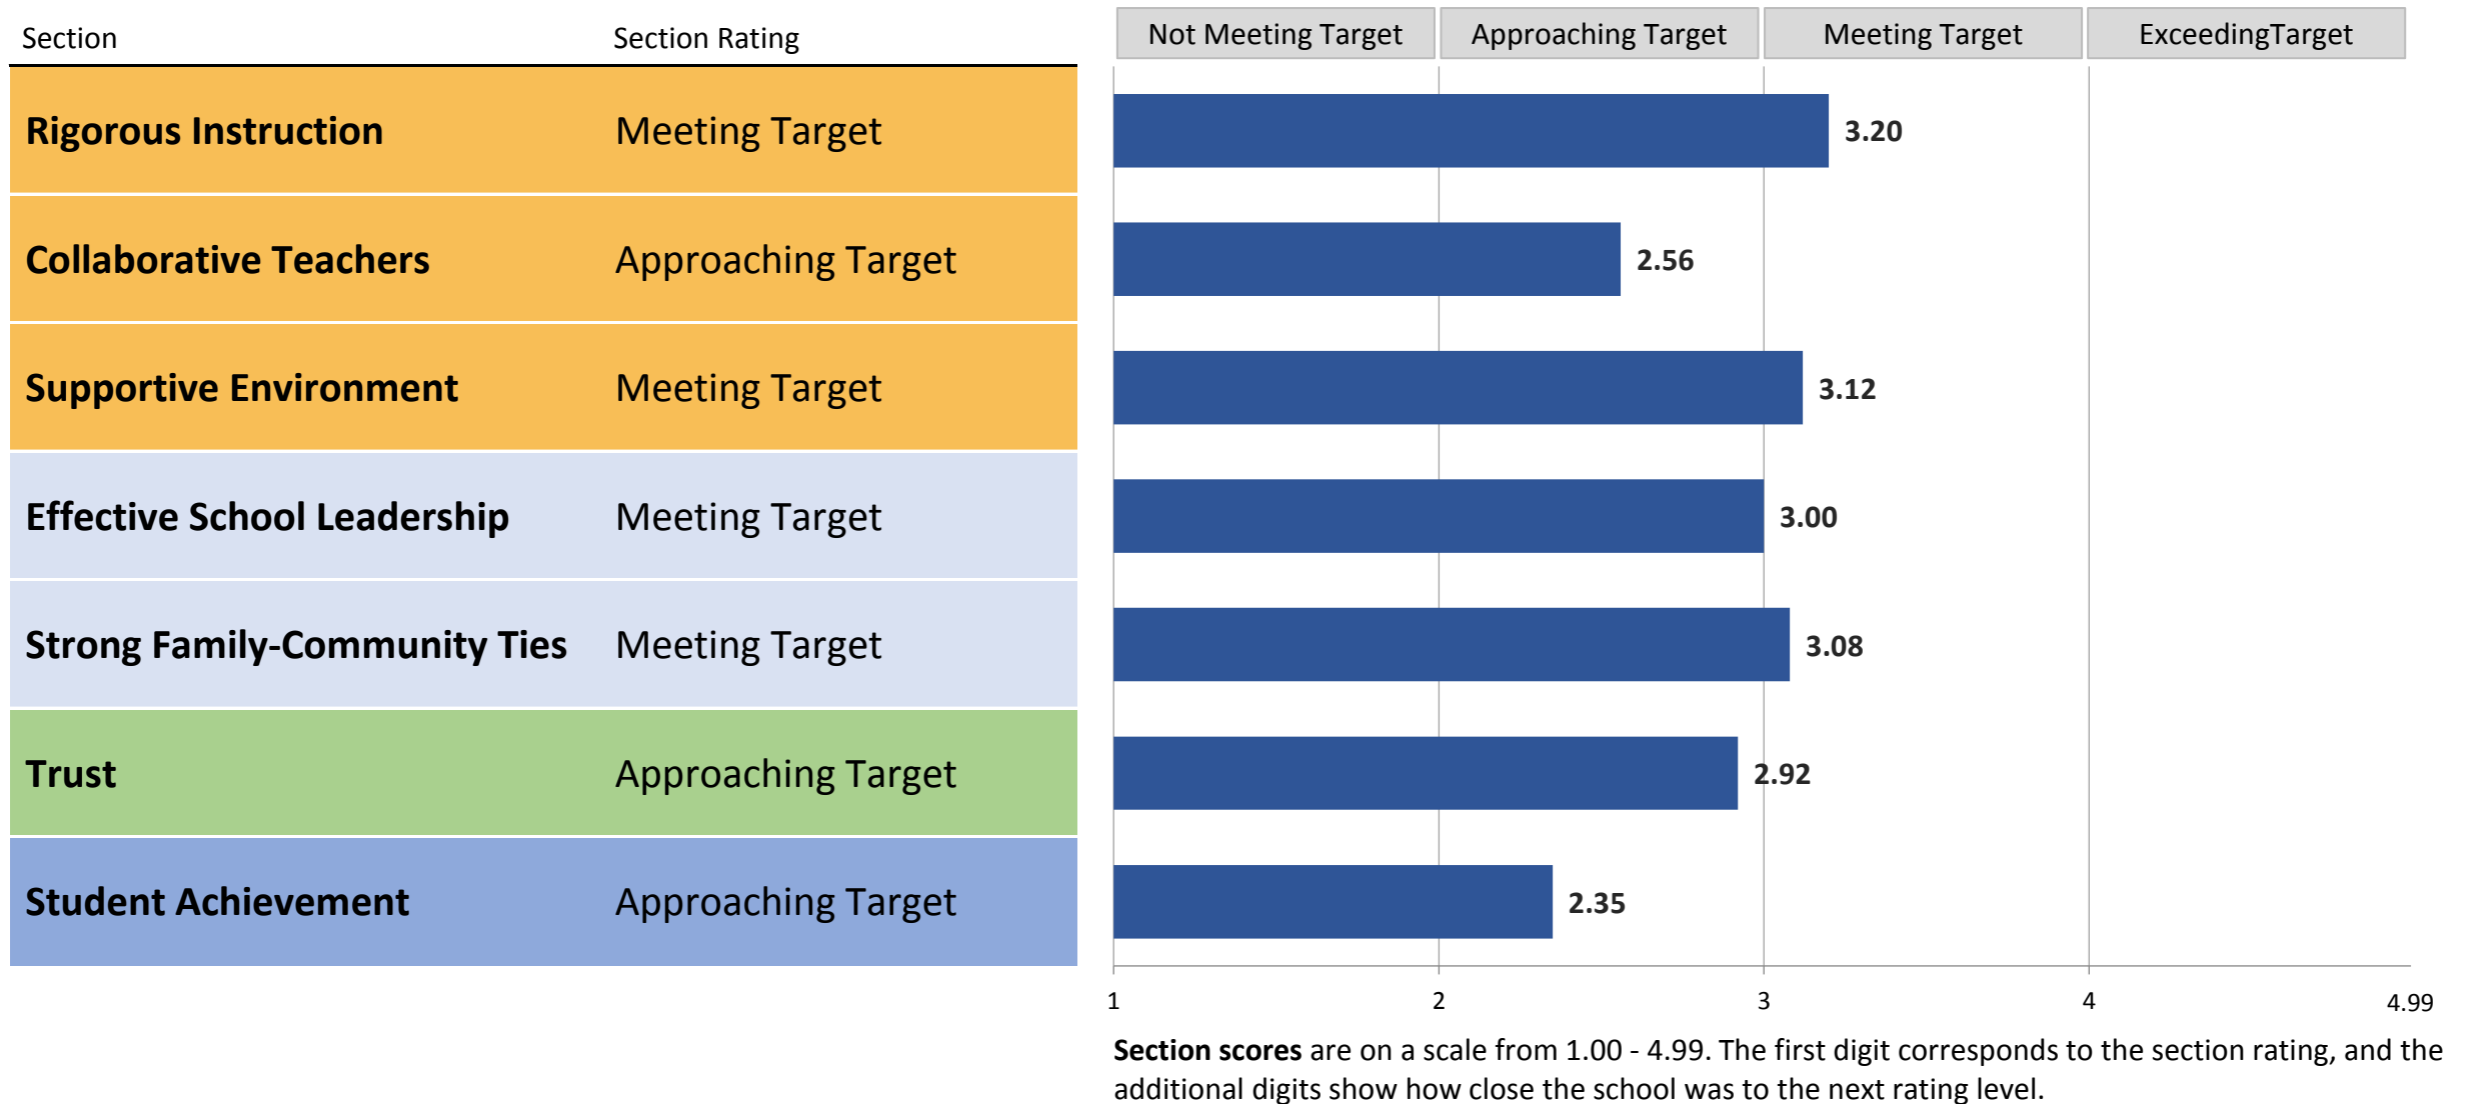 Section Section Rating Not Meeting Target Approaching Target Meeting Target ExceedingTarget
Rigorous Instruction Meeting Target 3.20
Collaborative Teachers Approaching Target 2.56
Supportive Environment Meeting Target 3.12
Effective School Leadership Meeting Target 3.00
Strong Family-Community Ties Meeting Target 3.08
Trust Approaching Target 2.92
Student Achievement Approaching Target 2.35
1 2 3 4 4.99
Section scores are on a scale from 1.00 - 4.99. The first digit corresponds to the section rating, and the
additional digits show how close the school was to the next rating level.